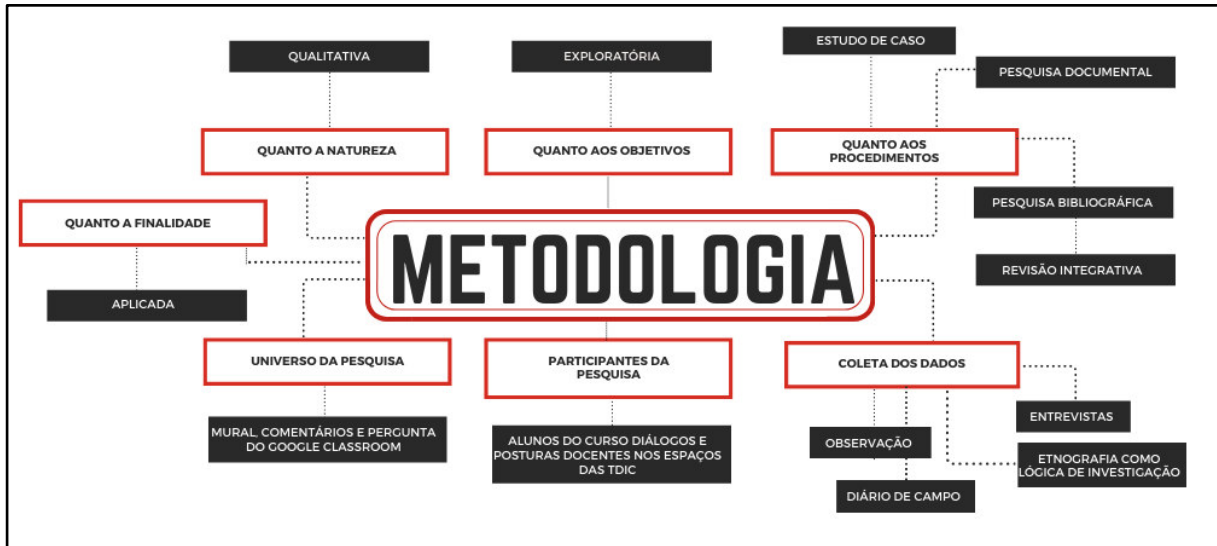 ESTUDO DE CASO
QUALITATIVA
EXPLORATÓRIA
PESQUISA DOCUMENTAL
QUANTO A NATUREZA
QUANTO AOS OBJETIVOS
QUANTO AOS
PROCEDIMENTOS
QUANTO A FINALIDADE
PESQUISA BIBLIOGRÁFICA
METODOLOGIA
REVISÃO INTEGRATIVA
APLICADA
UNIVERSO DA PESQUISA
PARTICIPANTES DA
PESQUISA
COLETA DOS DADOS
MURAL, COMENTÁRIOS E PERGUNTA
DO GOOGLE CLASSROOM
ALUNOS DO CURSO DIÁLOGOS E
POSTURAS DOCENTES NOS ESPAÇOS
DAS TDIC
ENTREVISTAS
OBSERVAÇÃO
ETNOGRAFIA COMO
LÓGICA DE INVESTIGAÇÃO
DIÁRIO DE CAMPO